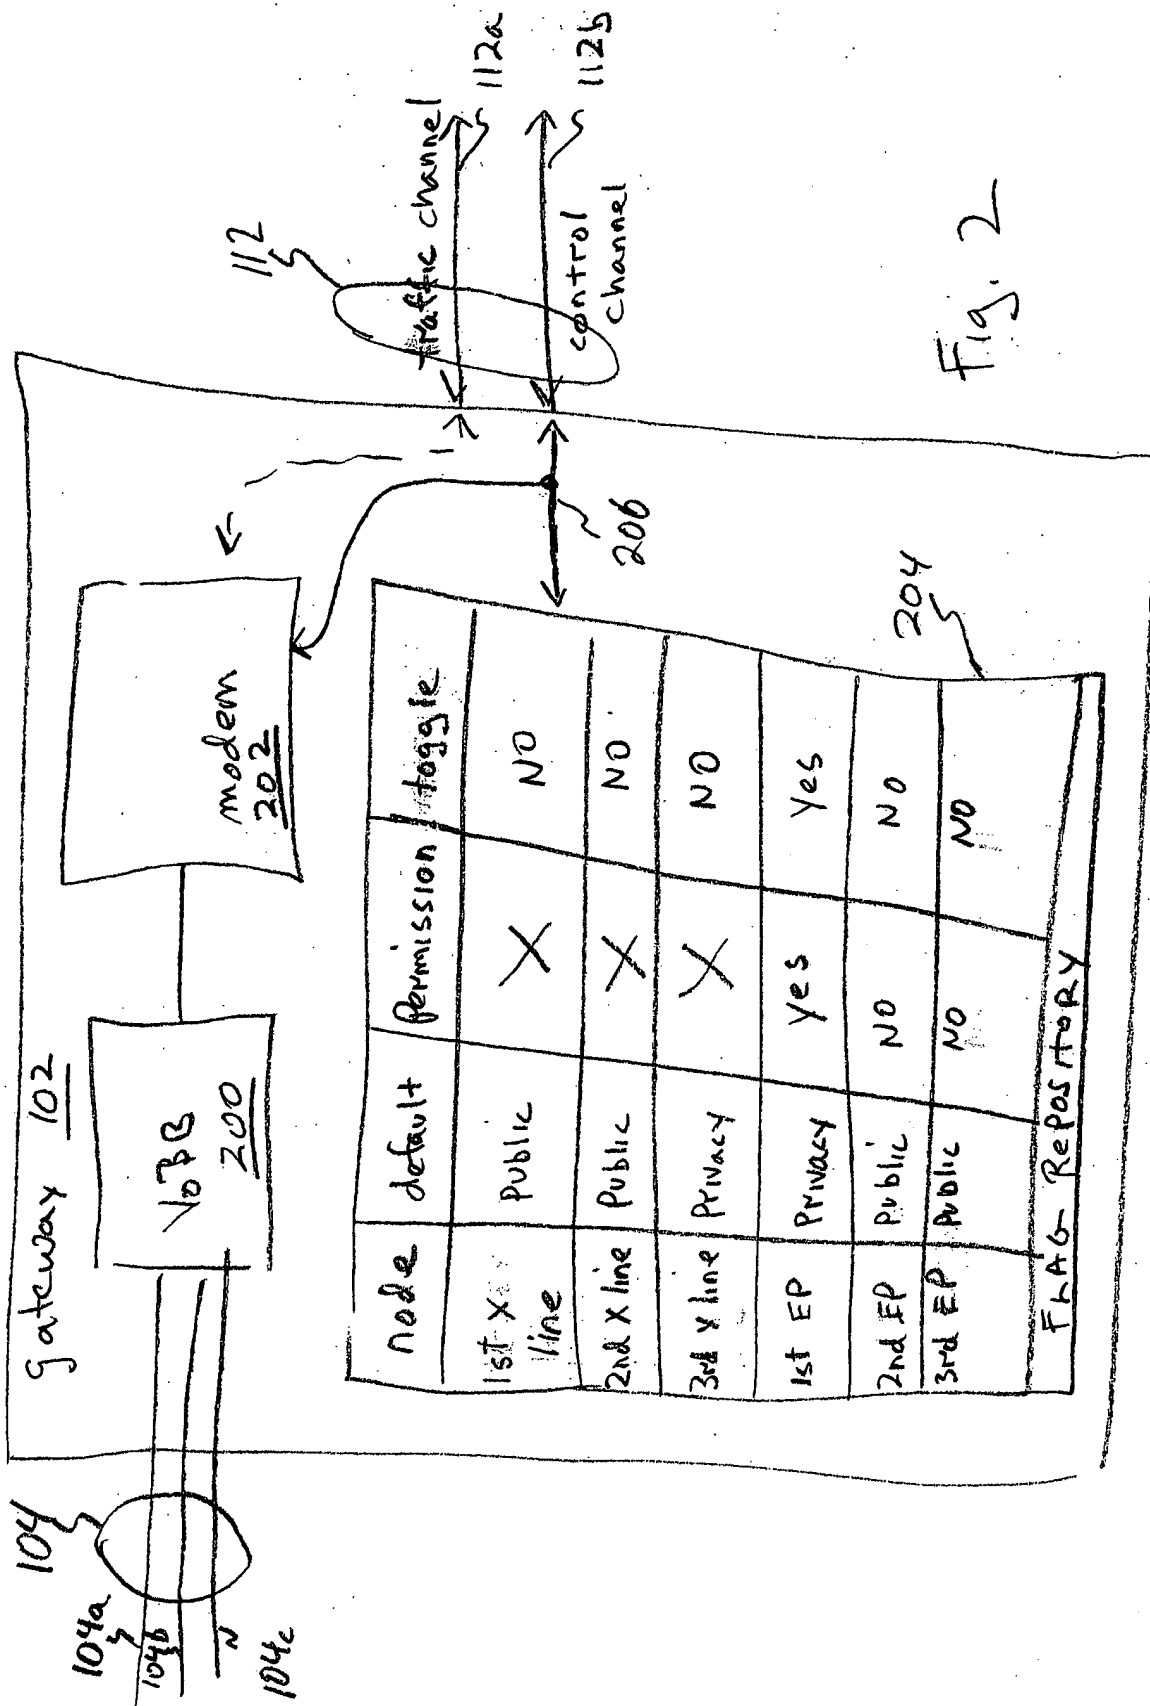 gateway 102
104
104a
104b
104c
VoBB
200
modem
202
112
traffic channel
112a
control
channel
112b
206
204
node default Permission toggle
1st X line Public X NO
2nd X line Public X NO
3rd X line Privacy X NO
1st EP Privacy Yes Yes
2nd EP Public NO NO
3rd EP Public NO NO
FLAG RePOSItORY
Fig. 2